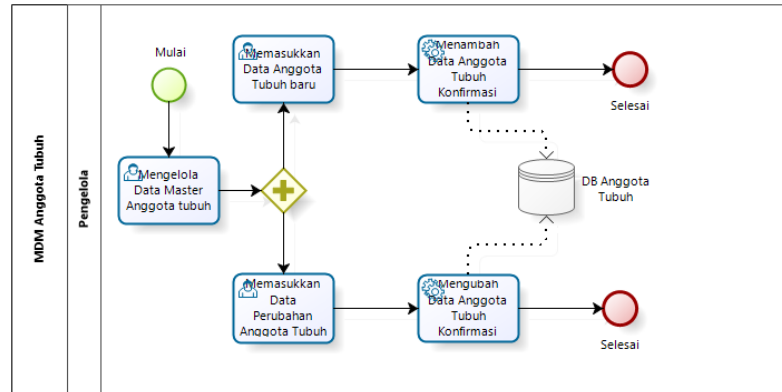 MDM Anggota Tubuh
Pengelola
Mulai
Mengelola
Data Master
Anggota tubuh
Memasukkan
Data Anggota
Tubuh baru
Menambah
Data Anggota
Tubuh
Konfirmasi
Selesai
DB Anggota
Tubuh
Memasukkan
Data
Perubahan
Anggota Tubuh
Mengubah
Data Anggota
Tubuh
Konfirmasi
Selesai